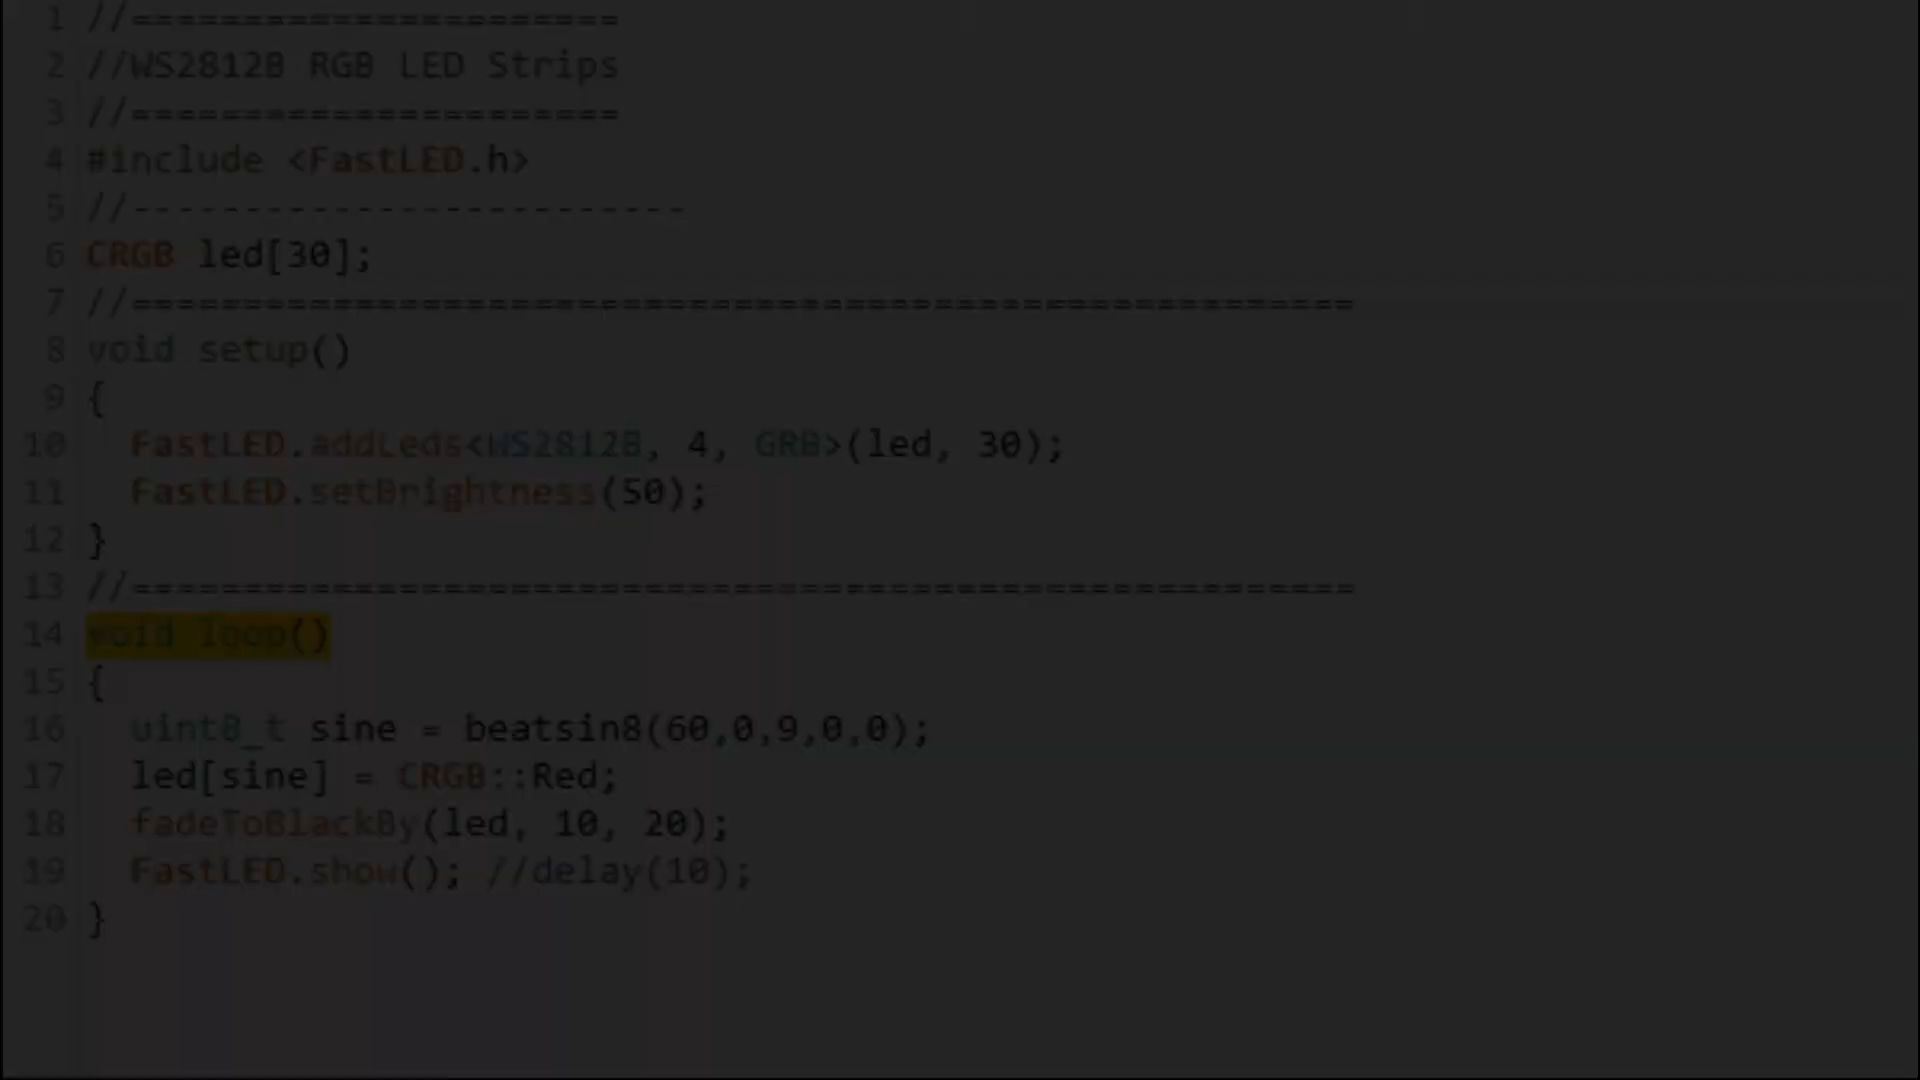 1 //======================
2 //WS2812B RGB LED Strips
3 //======================
4 #include <FastLED.h>
5 //-------------------------
6 CRGB led[30];
7 //=======================================================
8 void setup()
9 {
10 FastLED.addLeds<WS2812B, 4, GRB>(led, 30);
11 FastLED.setBrightness(50);
12 }
13 //=======================================================
14 void loop()
15 {
16 uint8_t sine = beatsin8(60,0,9,0,0);
17 led[sine] = CRGB::Red;
18 fadeToBlackBy(led, 10, 20);
19 FastLED.show(); //delay(10);
20 }